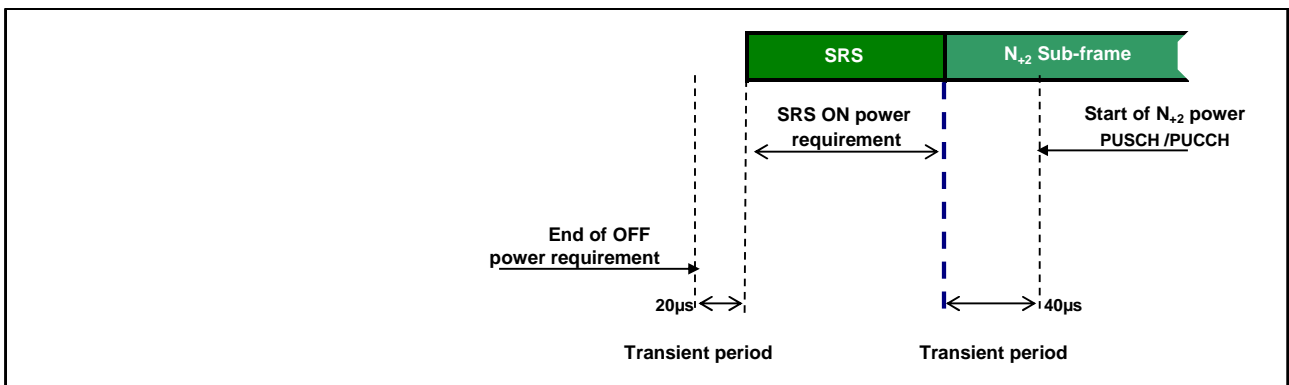 SRS
N+2 Sub-frame
SRS ON power
requirement
Start of N+2 power
PUSCH /PUCCH
End of OFF
power requirement
20µs
40µs
Transient period
Transient period